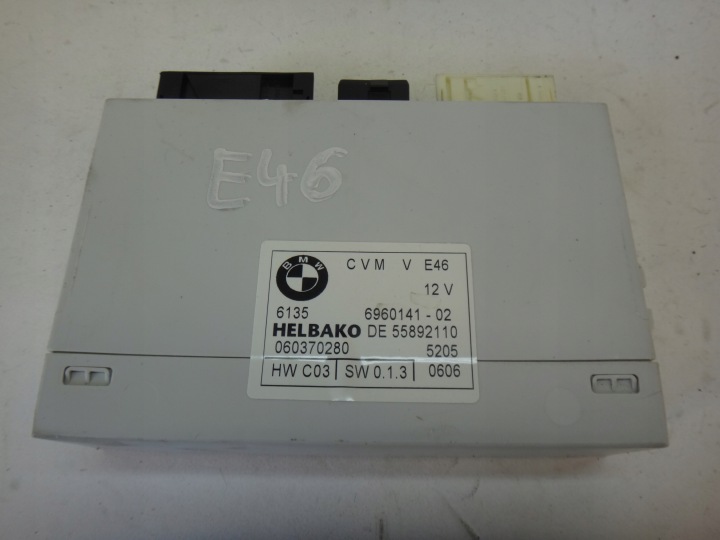 E46
BMW
CVM V E46
12 V
6135 6960141 - 02
HELBAKO DE 55892110
060370280 5205
HW C03 SW 0.1.3 0606